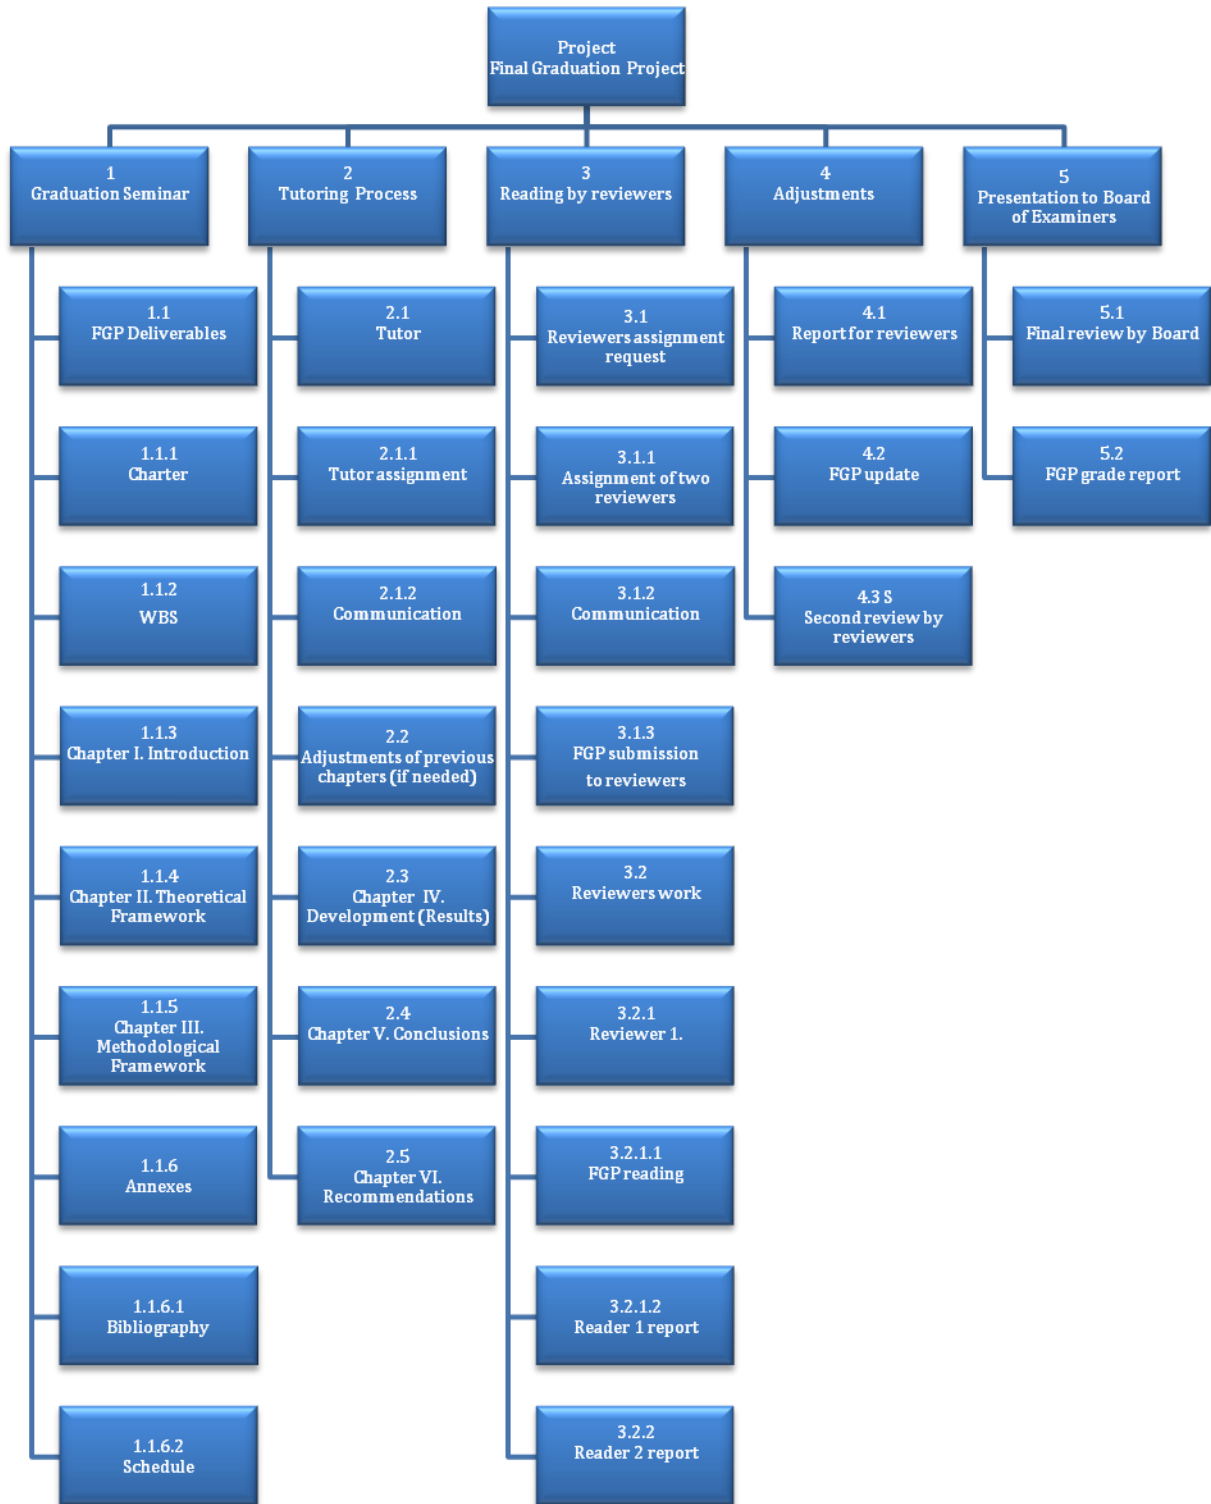 Project
Final Graduation Project
1
Graduation Seminar
2
Tutoring Process
3
Reading by reviewers
4
Adjustments
5
Presentation to Board
of Examiners
1.1
FGP Deliverables
1.1.1
Charter
1.1.2
WBS
1.1.3
Chapter I. Introduction
1.1.4
Chapter II. Theoretical
Framework
1.1.5
Chapter III.
Methodological
Framework
1.1.6
Annexes
1.1.6.1
Bibliography
1.1.6.2
Schedule
2.1
Tutor
2.1.1
Tutor assignment
2.1.2
Communication
2.2
Adjustments of previous
chapters (if needed)
2.3
Chapter IV.
Development (Results)
2.4
Chapter V. Conclusions
2.5
Chapter VI.
Recommendations
3.1
Reviewers assignment
request
3.1.1
Assignment of two
reviewers
3.1.2
Communication
3.1.3
FGP submission
to reviewers
3.2
Reviewers work
3.2.1
Reviewer 1.
3.2.1.1
FGP reading
3.2.1.2
Reader 1 report
3.2.2
Reader 2 report
4.1
Report for reviewers
4.2
FGP update
4.3 S
Second review by
reviewers
5.1
Final review by Board
5.2
FGP grade report